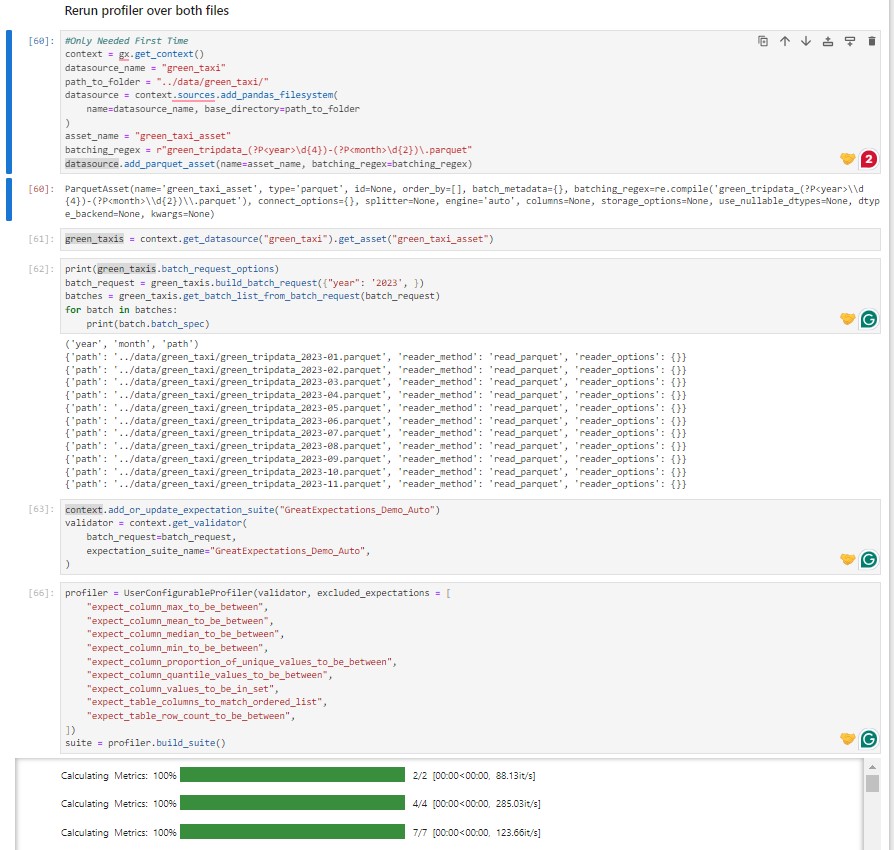 Rerun profiler over both files
[60]:
#Only Needed First Time
context = gx.get_context()
datasource_name = "green_taxi"
path_to_folder = "../data/green_taxi/"
datasource = context.sources.add_pandas_filesystem(
    name=datasource_name, base_directory=path_to_folder
)
asset_name = "green_taxi_asset"
batching_regex = r"green_tripdata_(?P<year>\d{4})-(?P<month>\d{2})\.parquet"
datasource.add_parquet_asset(name=asset_name, batching_regex=batching_regex)
2
[60]:
ParquetAsset(name='green_taxi_asset', type='parquet', id=None, order_by=[], batch_metadata={}, batching_regex=re.compile('green_tripdata_(?P<year>\\d
{4})-(?P<month>\\d{2})\\.parquet'), connect_options={}, splitter=None, engine='auto', columns=None, storage_options=None, use_nullable_dtypes=None, dtyp
e_backend=None, kwargs=None)
[61]:
green_taxis = context.get_datasource("green_taxi").get_asset("green_taxi_asset")
[62]:
print(green_taxis.batch_request_options)
batch_request = green_taxis.build_batch_request({"year": '2023', })
batches = green_taxis.get_batch_list_from_batch_request(batch_request)
for batch in batches:
    print(batch.batch_spec)
('year', 'month', 'path')
{'path': '../data/green_taxi/green_tripdata_2023-01.parquet', 'reader_method': 'read_parquet', 'reader_options': {}}
{'path': '../data/green_taxi/green_tripdata_2023-02.parquet', 'reader_method': 'read_parquet', 'reader_options': {}}
{'path': '../data/green_taxi/green_tripdata_2023-03.parquet', 'reader_method': 'read_parquet', 'reader_options': {}}
{'path': '../data/green_taxi/green_tripdata_2023-04.parquet', 'reader_method': 'read_parquet', 'reader_options': {}}
{'path': '../data/green_taxi/green_tripdata_2023-05.parquet', 'reader_method': 'read_parquet', 'reader_options': {}}
{'path': '../data/green_taxi/green_tripdata_2023-06.parquet', 'reader_method': 'read_parquet', 'reader_options': {}}
{'path': '../data/green_taxi/green_tripdata_2023-07.parquet', 'reader_method': 'read_parquet', 'reader_options': {}}
{'path': '../data/green_taxi/green_tripdata_2023-08.parquet', 'reader_method': 'read_parquet', 'reader_options': {}}
{'path': '../data/green_taxi/green_tripdata_2023-09.parquet', 'reader_method': 'read_parquet', 'reader_options': {}}
{'path': '../data/green_taxi/green_tripdata_2023-10.parquet', 'reader_method': 'read_parquet', 'reader_options': {}}
{'path': '../data/green_taxi/green_tripdata_2023-11.parquet', 'reader_method': 'read_parquet', 'reader_options': {}}
[63]:
context.add_or_update_expectation_suite("GreatExpectations_Demo_Auto")
validator = context.get_validator(
    batch_request=batch_request,
    expectation_suite_name="GreatExpectations_Demo_Auto",
)
[66]:
profiler = UserConfigurableProfiler(validator, excluded_expectations = [
    "expect_column_max_to_be_between",
    "expect_column_mean_to_be_between",
    "expect_column_median_to_be_between",
    "expect_column_min_to_be_between",
    "expect_column_proportion_of_unique_values_to_be_between",
    "expect_column_quantile_values_to_be_between",
    "expect_column_values_to_be_in_set",
    "expect_table_columns_to_match_ordered_list",
    "expect_table_row_count_to_be_between",
])
suite = profiler.build_suite()
Calculating Metrics: 100% 2/2 [00:00<00:00, 88.13it/s]
Calculating Metrics: 100% 4/4 [00:00<00:00, 285.03it/s]
Calculating Metrics: 100% 7/7 [00:00<00:00, 123.66it/s]